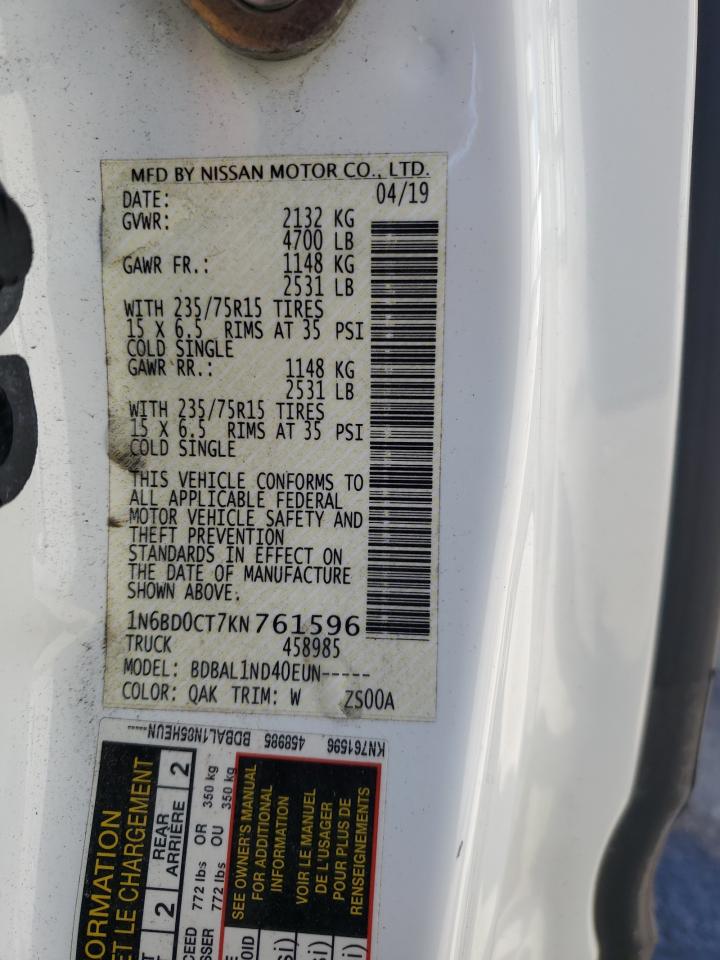 MFD BY NISSAN MOTOR CO., LTD.
DATE: 04/19
GVWR: 2132 KG
4700 LB
GAWR FR.: 1148 KG
2531 LB
WITH 235/75R15 TIRES
15 X 6.5 RIMS AT 35 PSI
COLD SINGLE
GAWR RR.: 1148 KG
2531 LB
WITH 235/75R15 TIRES
15 X 6.5 RIMS AT 35 PSI
COLD SINGLE
THIS VEHICLE CONFORMS TO
ALL APPLICABLE FEDERAL
MOTOR VEHICLE SAFETY AND
THEFT PREVENTION
STANDARDS IN EFFECT ON
THE DATE OF MANUFACTURE
SHOWN ABOVE.
1N6BD0CT7KN761596
TRUCK 458985
MODEL: BDBAL1ND40EUN-----
COLOR: QAK TRIM: W ZS00A
KN761596 458985 BDBAL1N85HEUN-----
ORMATION
ET LE CHARGEMENT
2 REAR ARRIÈRE 2
CEED 772 lbs OR 350 kg
SSER 772 lbs OU 350 kg
SEE OWNER'S MANUAL
FOR ADDITIONAL
INFORMATION
VOIR LE MANUEL
DE L'USAGER
POUR PLUS DE
RENSEIGNEMENTS